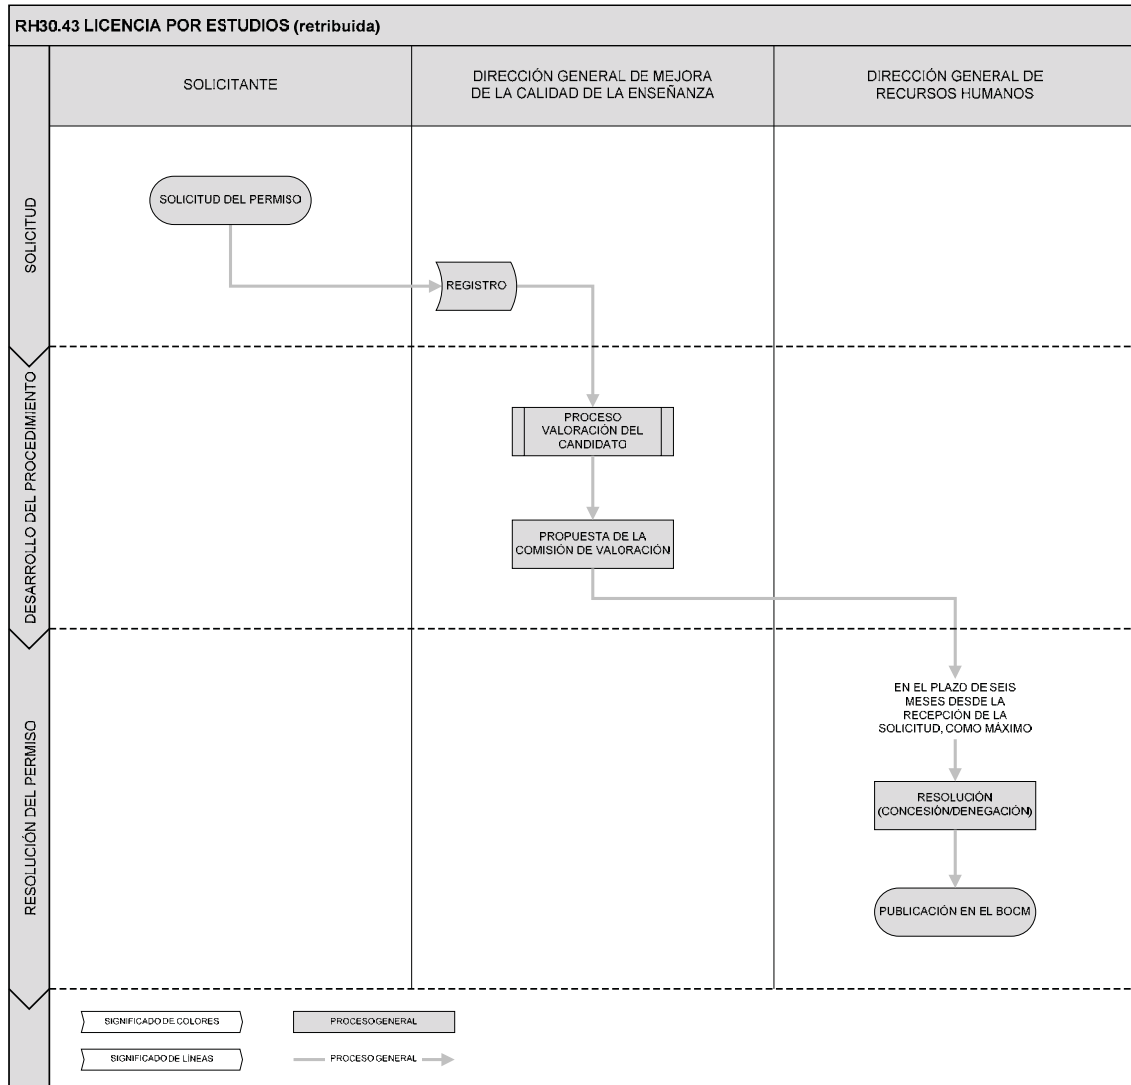 RH30.43 LICENCIA POR ESTUDIOS (retribuida)
SOLICITANTE
DIRECCIÓN GENERAL DE MEJORA
DE LA CALIDAD DE LA ENSEÑANZA
DIRECCIÓN GENERAL DE
RECURSOS HUMANOS
SOLICITUD
SOLICITUD DEL PERMISO
REGISTRO
DESARROLLO DEL PROCEDIMIENTO
PROCESO
VALORACIÓN DEL
CANDIDATO
PROPUESTA DE LA
COMISIÓN DE VALORACIÓN
RESOLUCIÓN DEL PERMISO
EN EL PLAZO DE SEIS
MESES DESDE LA
RECEPCIÓN DE LA
SOLICITUD, COMO MÁXIMO
RESOLUCIÓN
(CONCESIÓN/DENEGACIÓN)
PUBLICACIÓN EN EL BOCM
SIGNIFICADO DE COLORES
PROCESO GENERAL
SIGNIFICADO DE LÍNEAS
PROCESO GENERAL